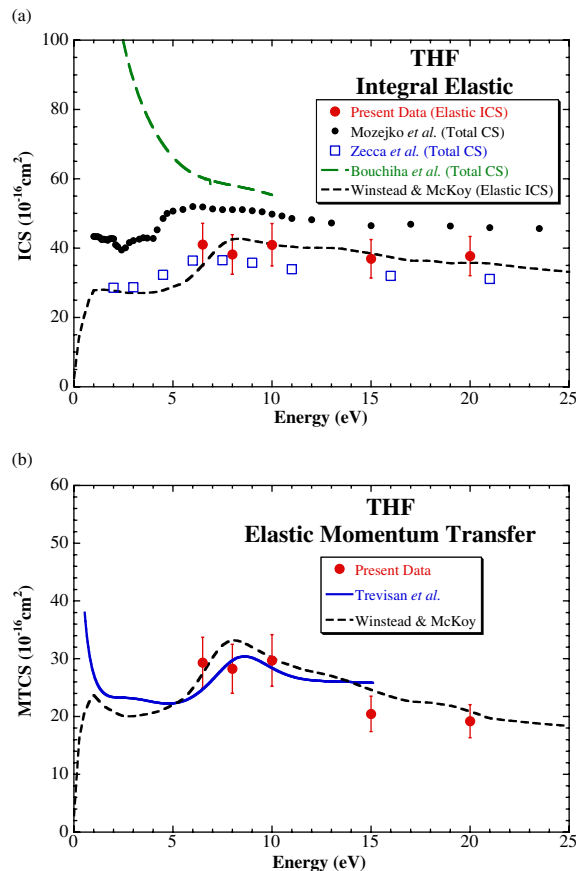 (a)
THF
Integral Elastic
Present Data (Elastic ICS)
Mozejko et al. (Total CS)
Zecca et al. (Total CS)
Bouchiha et al. (Total CS)
Winstead & McKoy (Elastic ICS)
ICS (10⁻¹⁶cm²)
100
80
60
40
20
0
0 5 10 15 20 25
Energy (eV)
(b)
THF
Elastic Momentum Transfer
Present Data
Trevisan et al.
Winstead & McKoy
MTCS (10⁻¹⁶cm²)
60
50
40
30
20
10
0
0 5 10 15 20 25
Energy (eV)